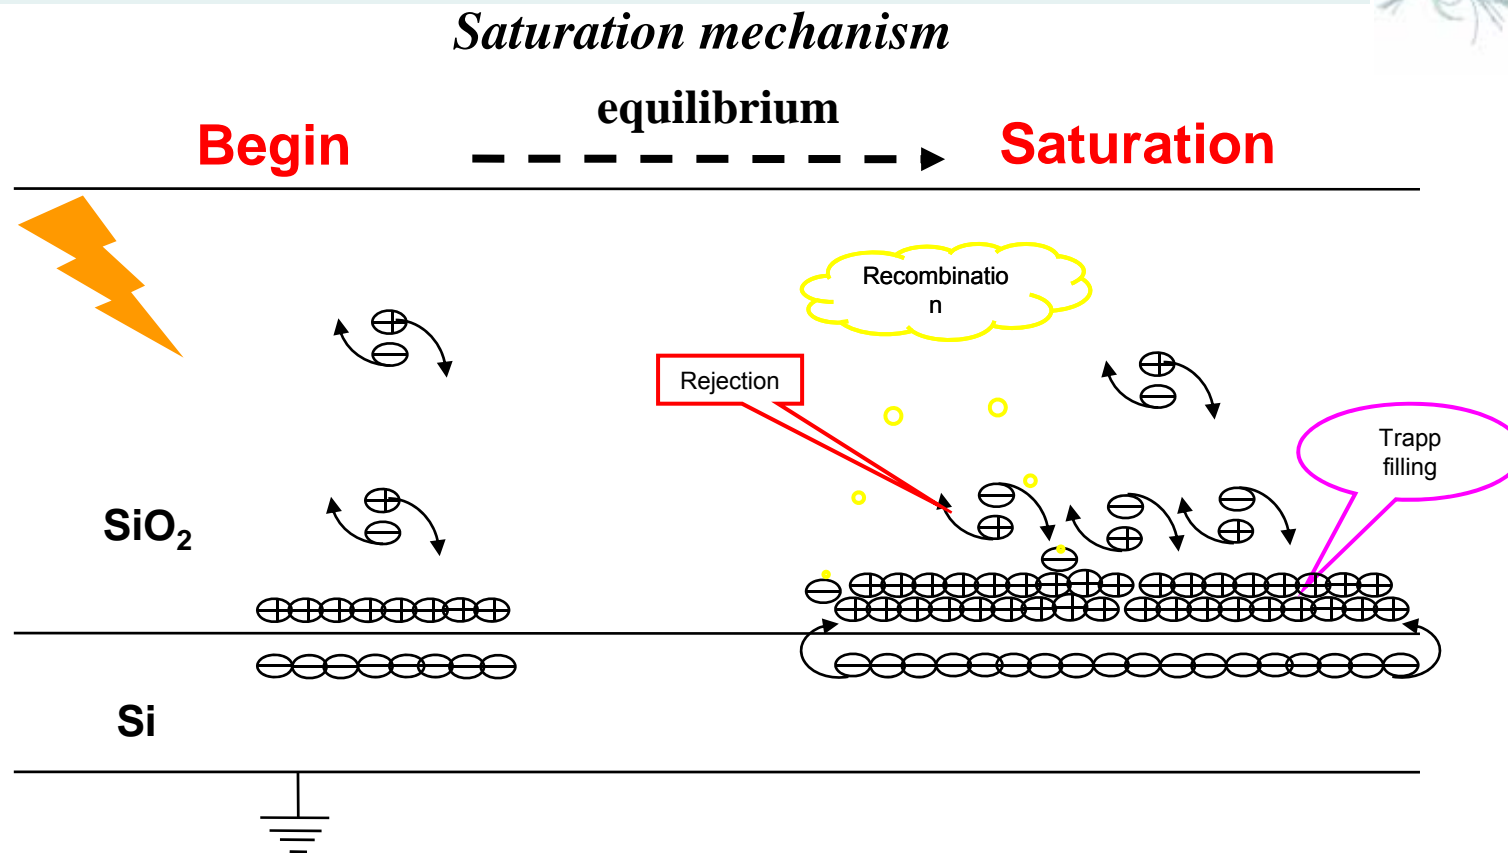 Saturation mechanism
equilibrium
Begin
Saturation
Recombinatio
n
Rejection
Trapp
filling
SiO₂
Si